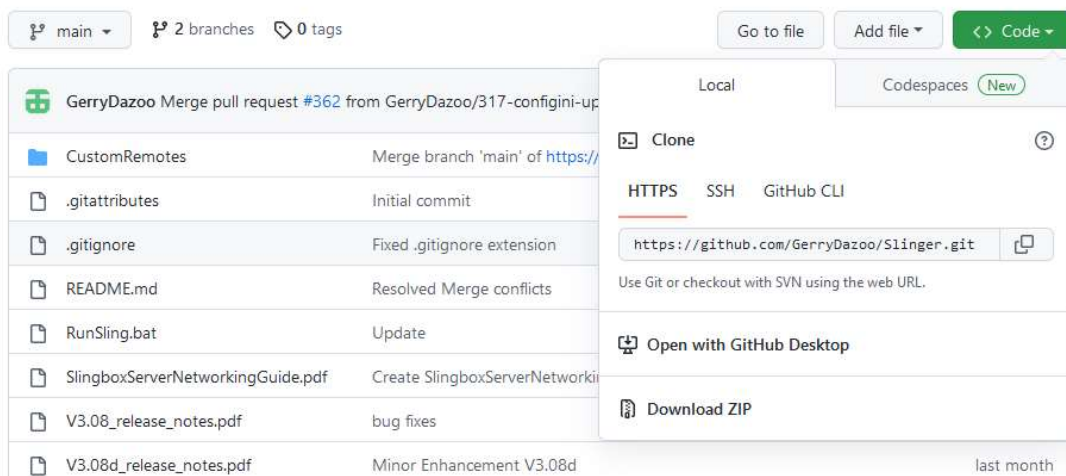 main 2 branches 0 tags Go to file Add file Code
GerryDazoo Merge pull request #362 from GerryDazoo/317-configini-up
Local Codespaces New
Clone
CustomRemotes Merge branch 'main' of https://
HTTPS SSH GitHub CLI
.gitattributes Initial commit
.gitignore Fixed .gitignore extension
https://github.com/GerryDazoo/Slinger.git
Use Git or checkout with SVN using the web URL.
README.md Resolved Merge conflicts
RunSling.bat Update
Open with GitHub Desktop
SlingboxServerNetworkingGuide.pdf Create SlingboxServerNetworki
Download ZIP
V3.08_release_notes.pdf bug fixes
V3.08d_release_notes.pdf Minor Enhancement V3.08d last month